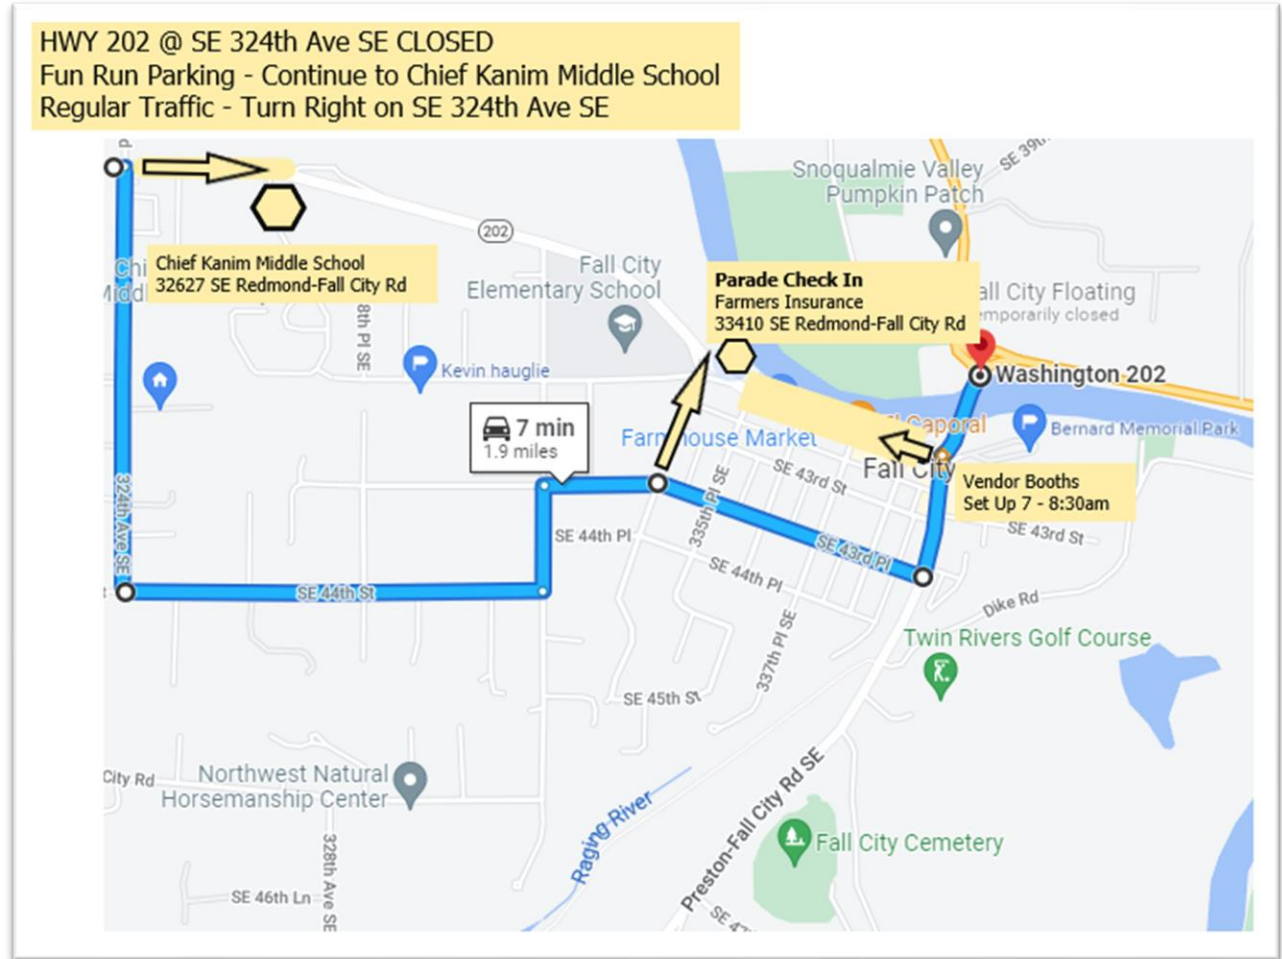 HWY 202 @ SE 324th Ave SE CLOSED
Fun Run Parking - Continue to Chief Kanim Middle School
Regular Traffic - Turn Right on SE 324th Ave SE
SE 39th
Snoqualmie Valley
Pumpkin Patch
202
Chief Kanim Middle School
32627 SE Redmond-Fall City Rd
Chi
Middl
Fall City
Elementary School
Parade Check In
Farmers Insurance
33410 SE Redmond-Fall City Rd
all City Floating
emporarily closed
8th Pl SE
Kevin hauglie
Washington 202
7 min
1.9 miles
Farmhouse Market
El Caporal
Bernard Memorial Park
Fall City
SE 43rd St
Vendor Booths
Set Up 7 - 8:30am
324th Ave SE
335th Pl SE
SE 44th Pl
SE 43rd Pl
SE 43rd St
SE 44th Pl
SE 44th St
Dike Rd
Twin Rivers Golf Course
337th Pl SE
SE 45th St
City Rd
Northwest Natural
Horsemanship Center
Raging River
Preston-Fall City Rd SE
Fall City Cemetery
328th Ave SE
SE 46th Ln
SE 47